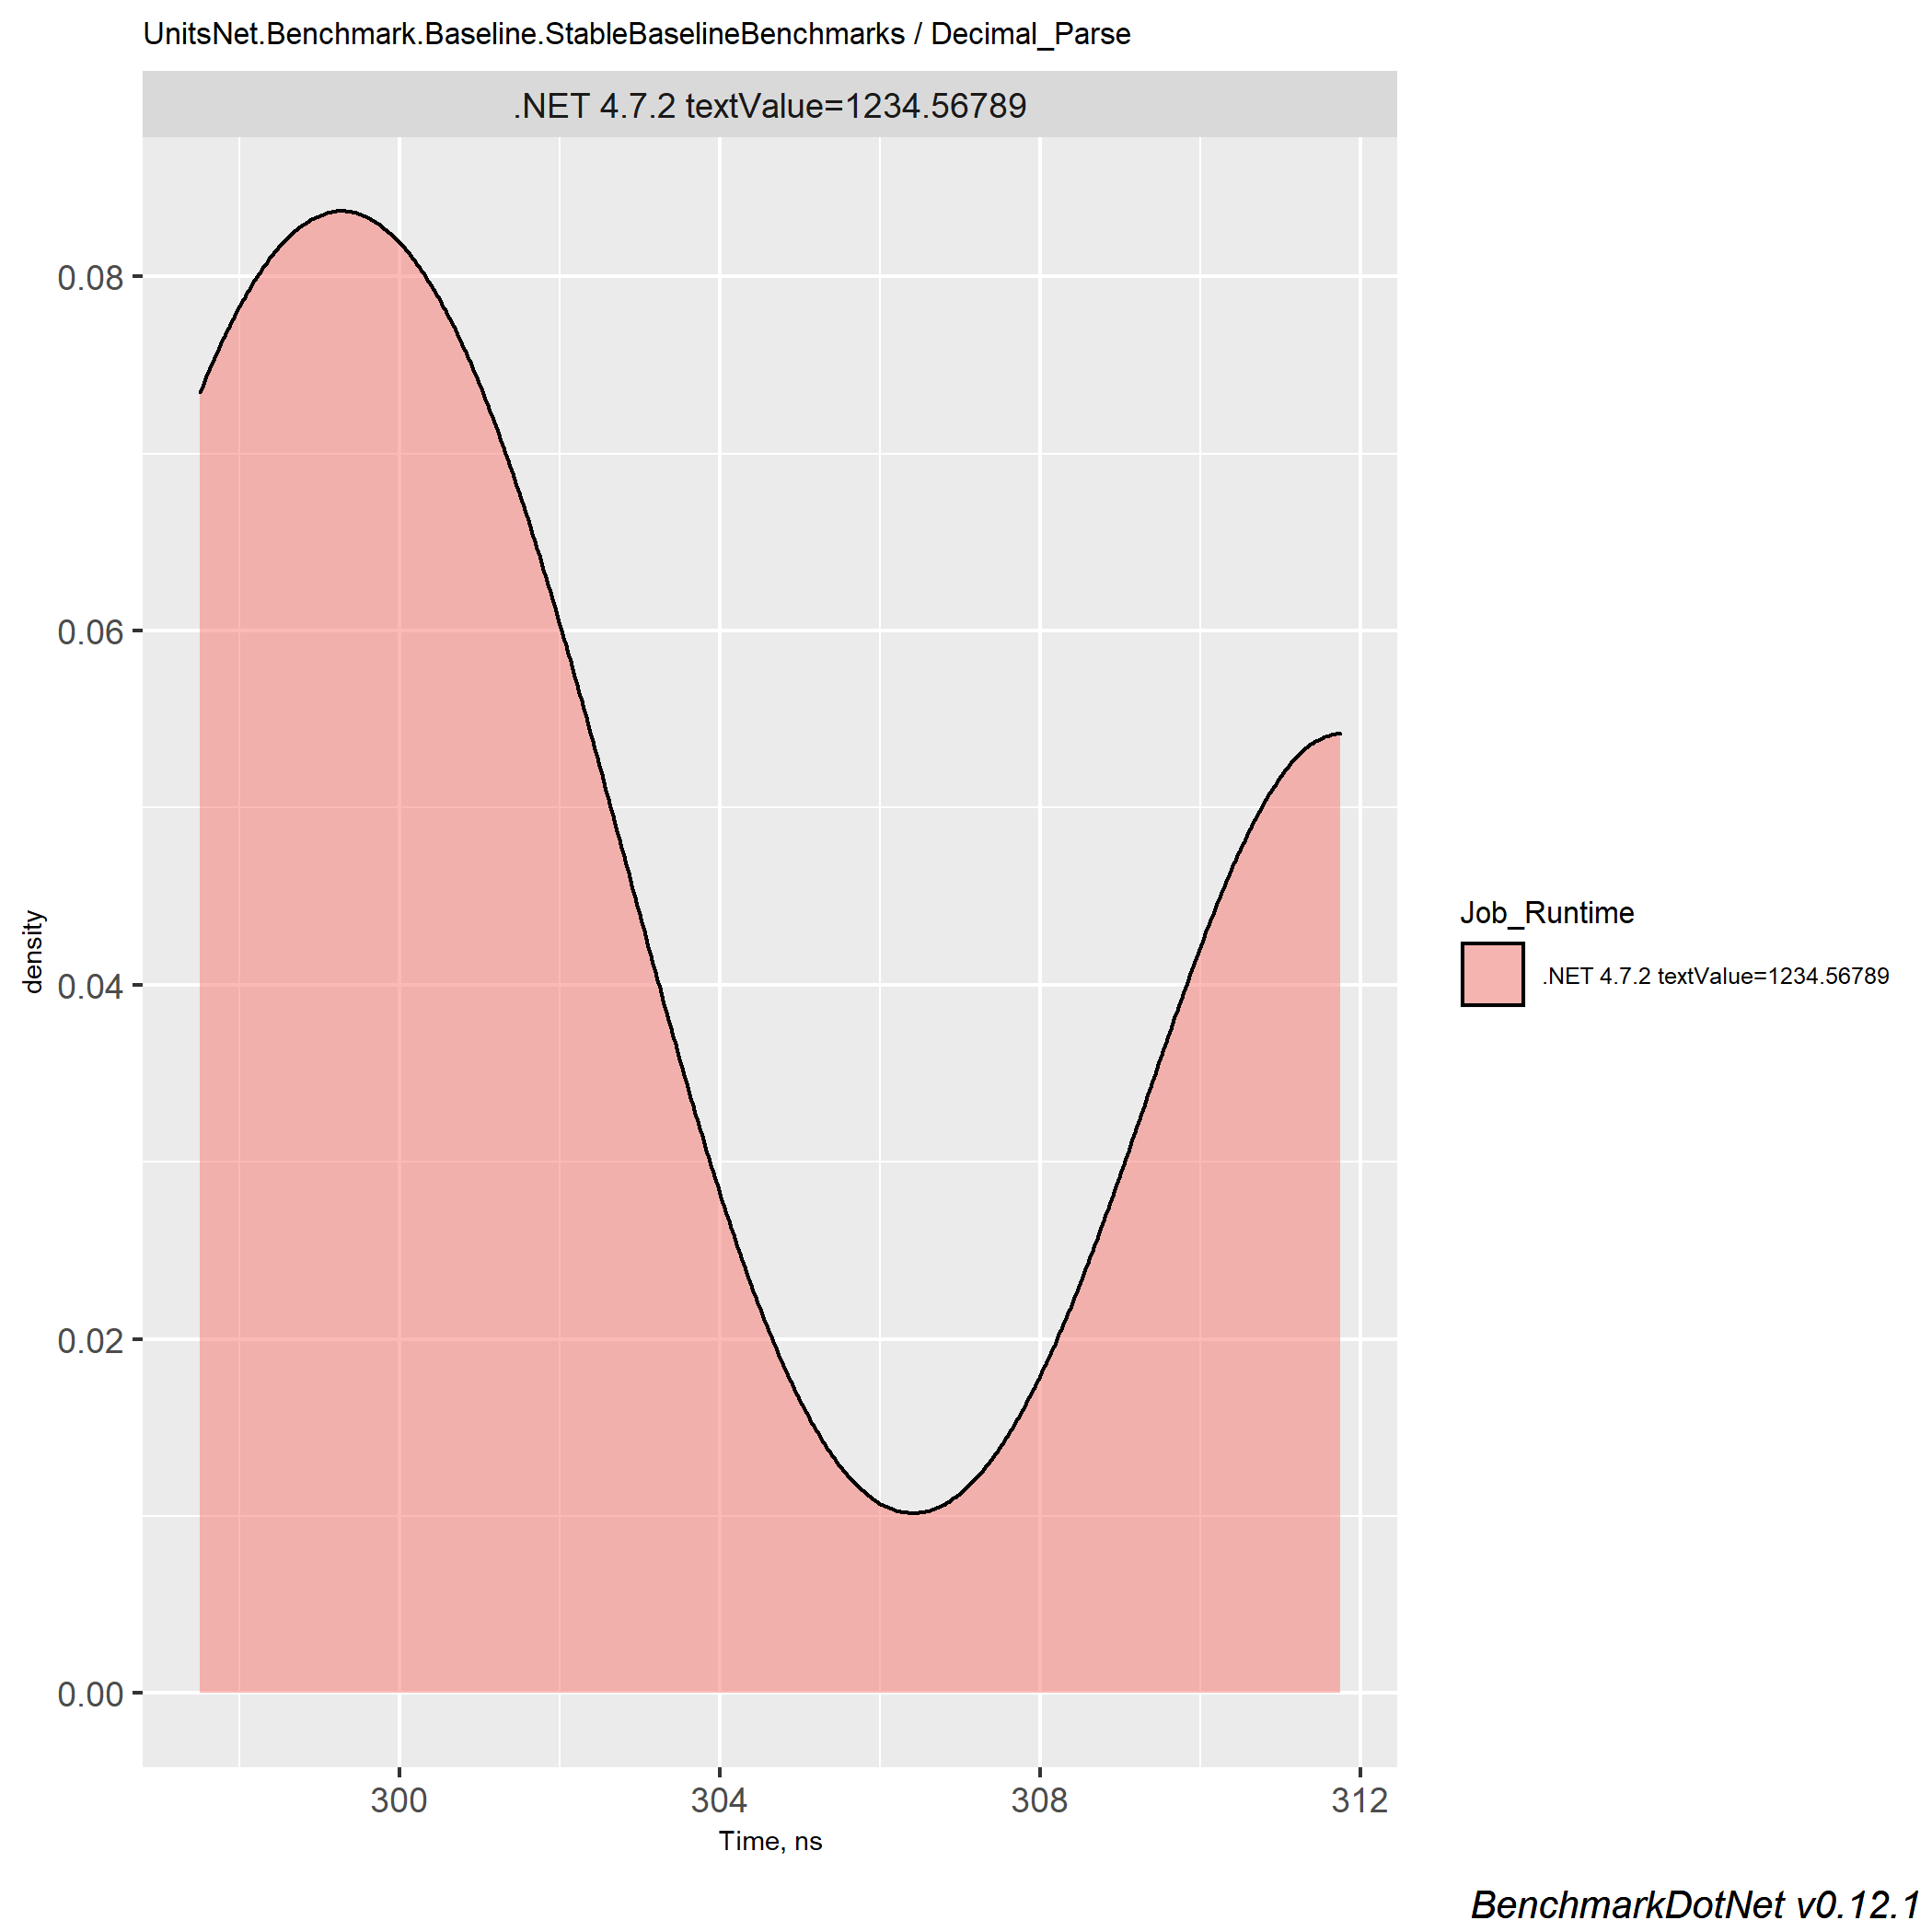 UnitsNet.Benchmark.Baseline.StableBaselineBenchmarks / Decimal_Parse
.NET 4.7.2 textValue=1234.56789
0.08
0.06
0.04
0.02
0.00
density
300 304 308 312
Time, ns
Job_Runtime
.NET 4.7.2 textValue=1234.56789
BenchmarkDotNet v0.12.1